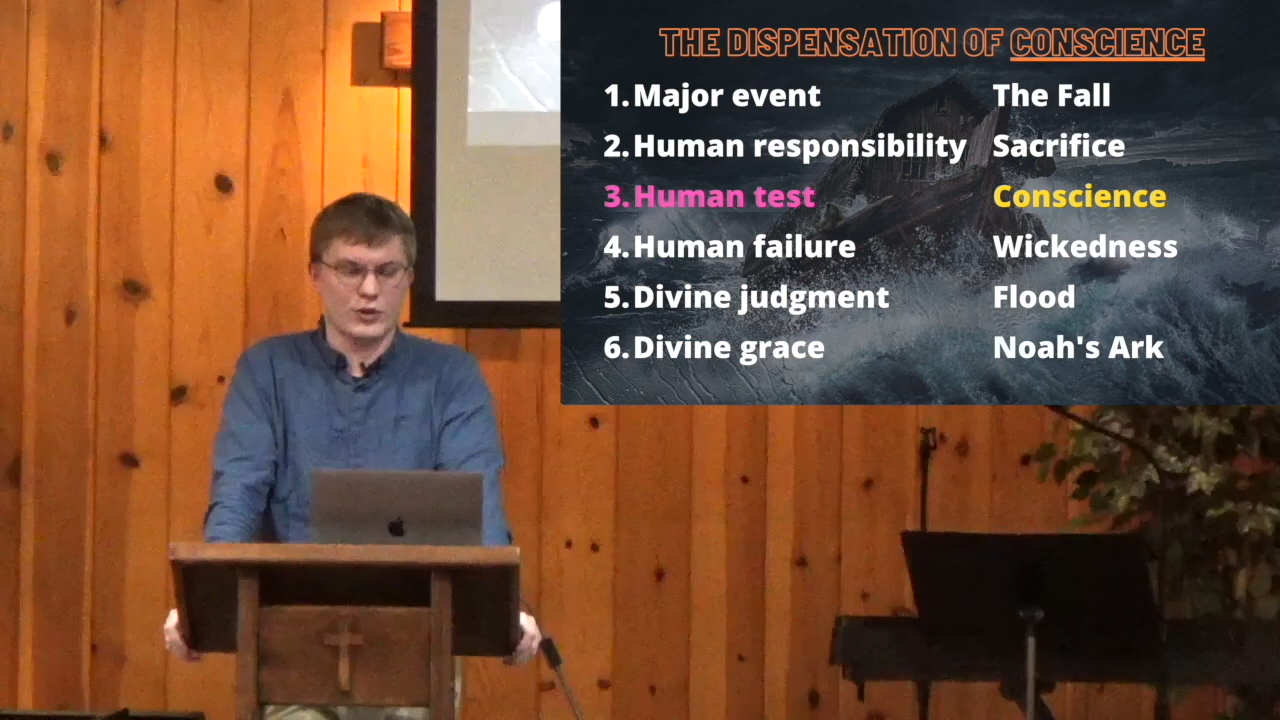 THE DISPENSATION OF CONSCIENCE
1. Major event The Fall
2. Human responsibility Sacrifice
3. Human test Conscience
4. Human failure Wickedness
5. Divine judgment Flood
6. Divine grace Noah's Ark